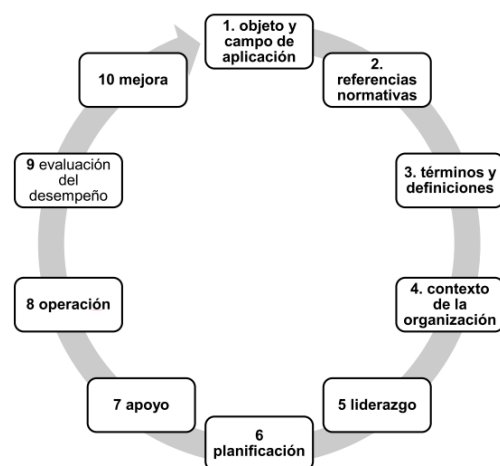 1. objeto y
campo de
aplicación
2.
referencias
normativas
3. términos y
definiciones
4. contexto
de la
organización
5 liderazgo
6
planificación
7 apoyo
8 operación
9 evaluación
del
desempeño
10 mejora